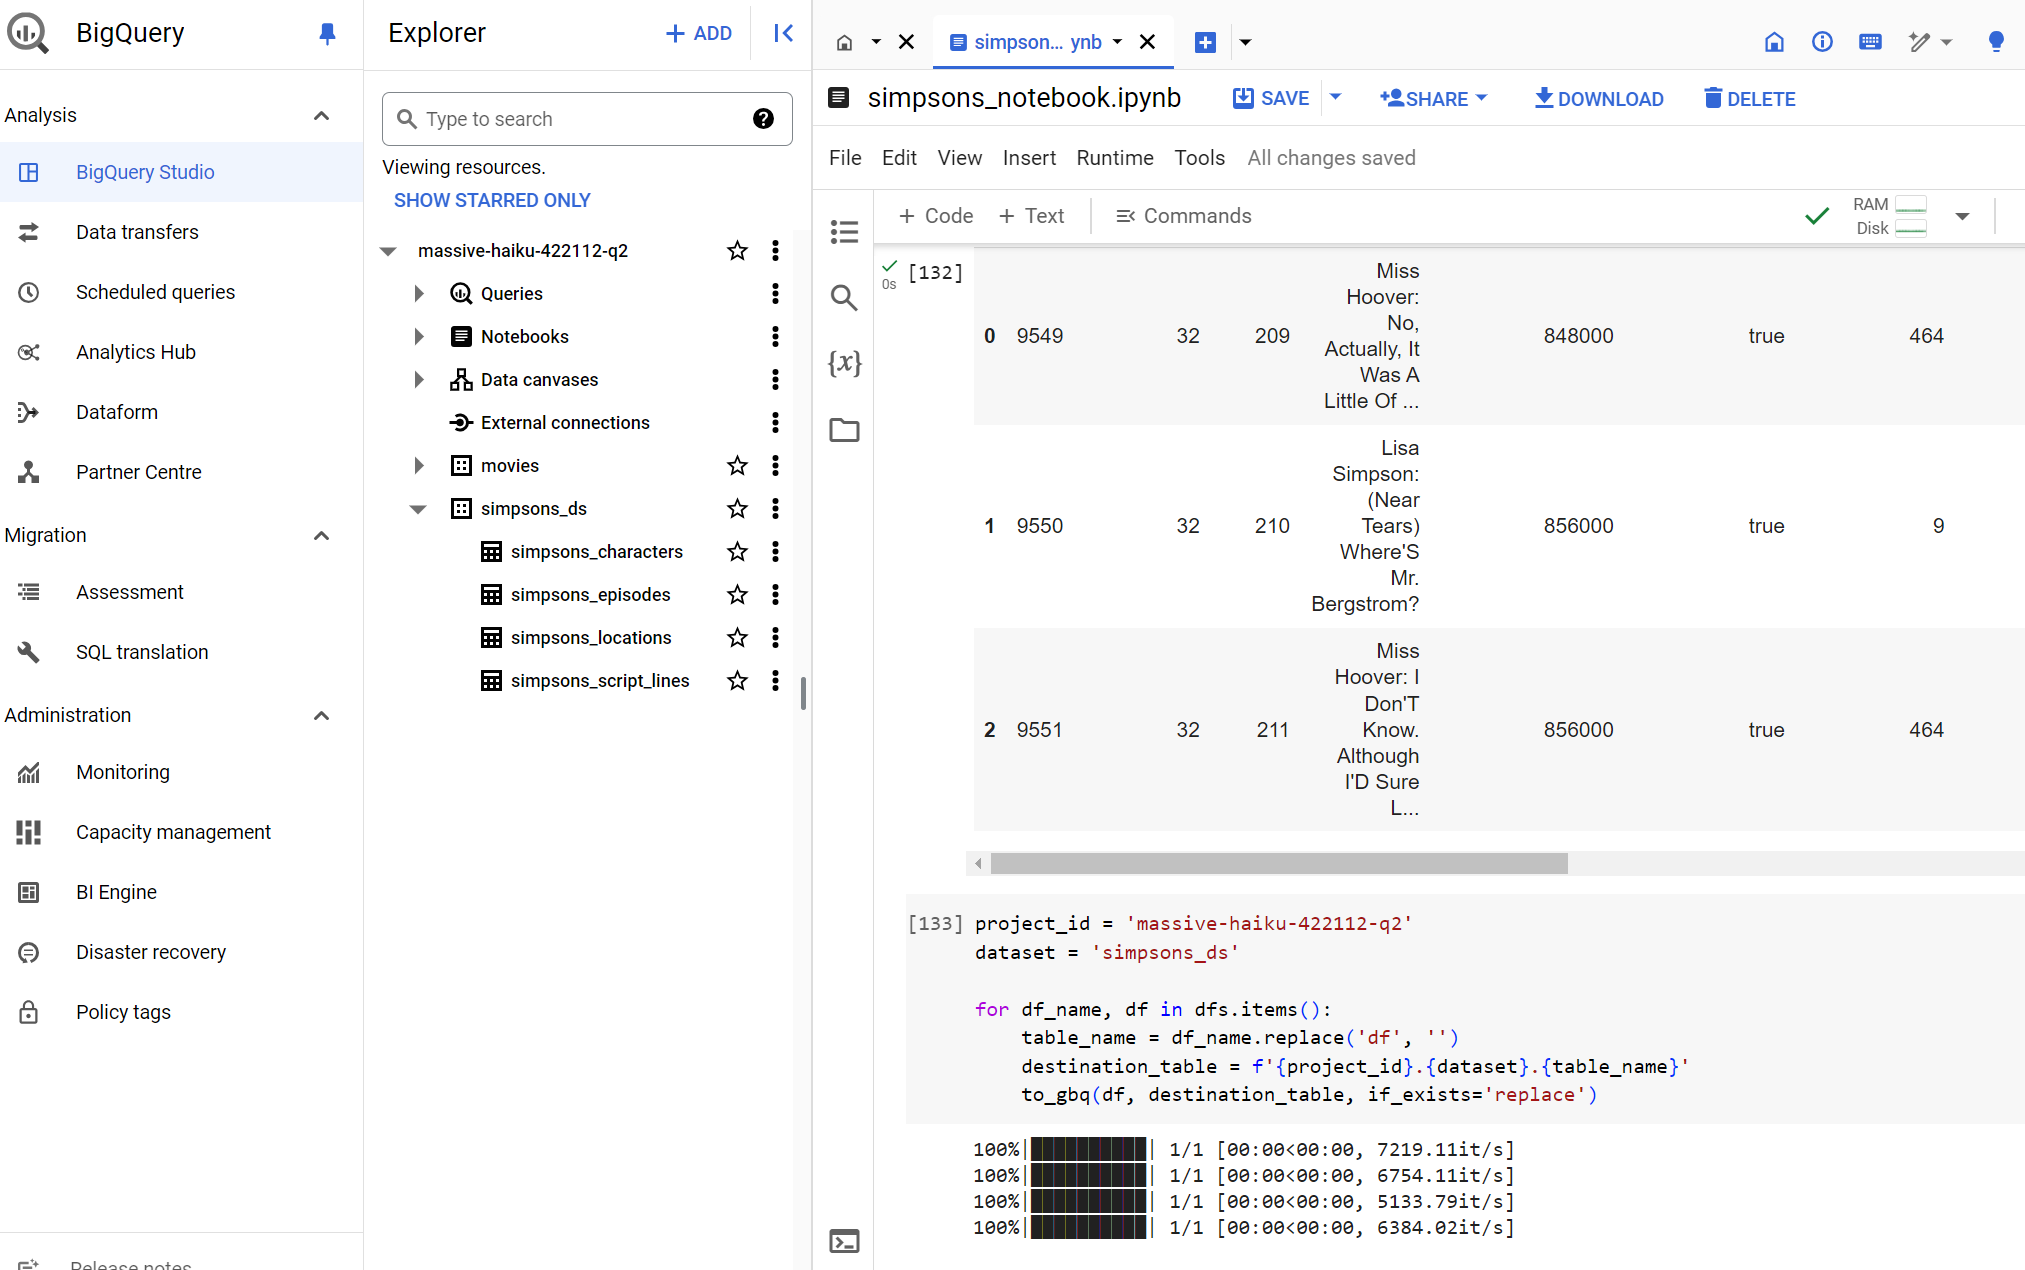 BigQuery
Analysis
BigQuery Studio
Data transfers
Scheduled queries
Analytics Hub
Dataform
Partner Centre
Migration
Assessment
SQL translation
Administration
Monitoring
Capacity management
BI Engine
Disaster recovery
Policy tags
Release notes
Explorer
+ ADD
Type to search
Viewing resources.
SHOW STARRED ONLY
massive-haiku-422112-q2
Queries
Notebooks
Data canvases
External connections
movies
simpsons_ds
simpsons_characters
simpsons_episodes
simpsons_locations
simpsons_script_lines
simpson... ynb
simpsons_notebook.ipynb
SAVE
SHARE
DOWNLOAD
DELETE
File Edit View Insert Runtime Tools All changes saved
+ Code + Text Commands
RAM
Disk
{x}
0s
[132]
0 9549 32 209 Miss Hoover: No, Actually, It Was A Little Of ... 848000 true 464
1 9550 32 210 Lisa Simpson: (Near Tears) Where'S Mr. Bergstrom? 856000 true 9
2 9551 32 211 Miss Hoover: I Don'T Know. Although I'D Sure L... 856000 true 464
[133] project_id = 'massive-haiku-422112-q2'
dataset = 'simpsons_ds'
for df_name, df in dfs.items():
    table_name = df_name.replace('df', '')
    destination_table = f'{project_id}.{dataset}.{table_name}'
    to_gbq(df, destination_table, if_exists='replace')
100%|██████████| 1/1 [00:00<00:00, 7219.11it/s]
100%|██████████| 1/1 [00:00<00:00, 6754.11it/s]
100%|██████████| 1/1 [00:00<00:00, 5133.79it/s]
100%|██████████| 1/1 [00:00<00:00, 6384.02it/s]